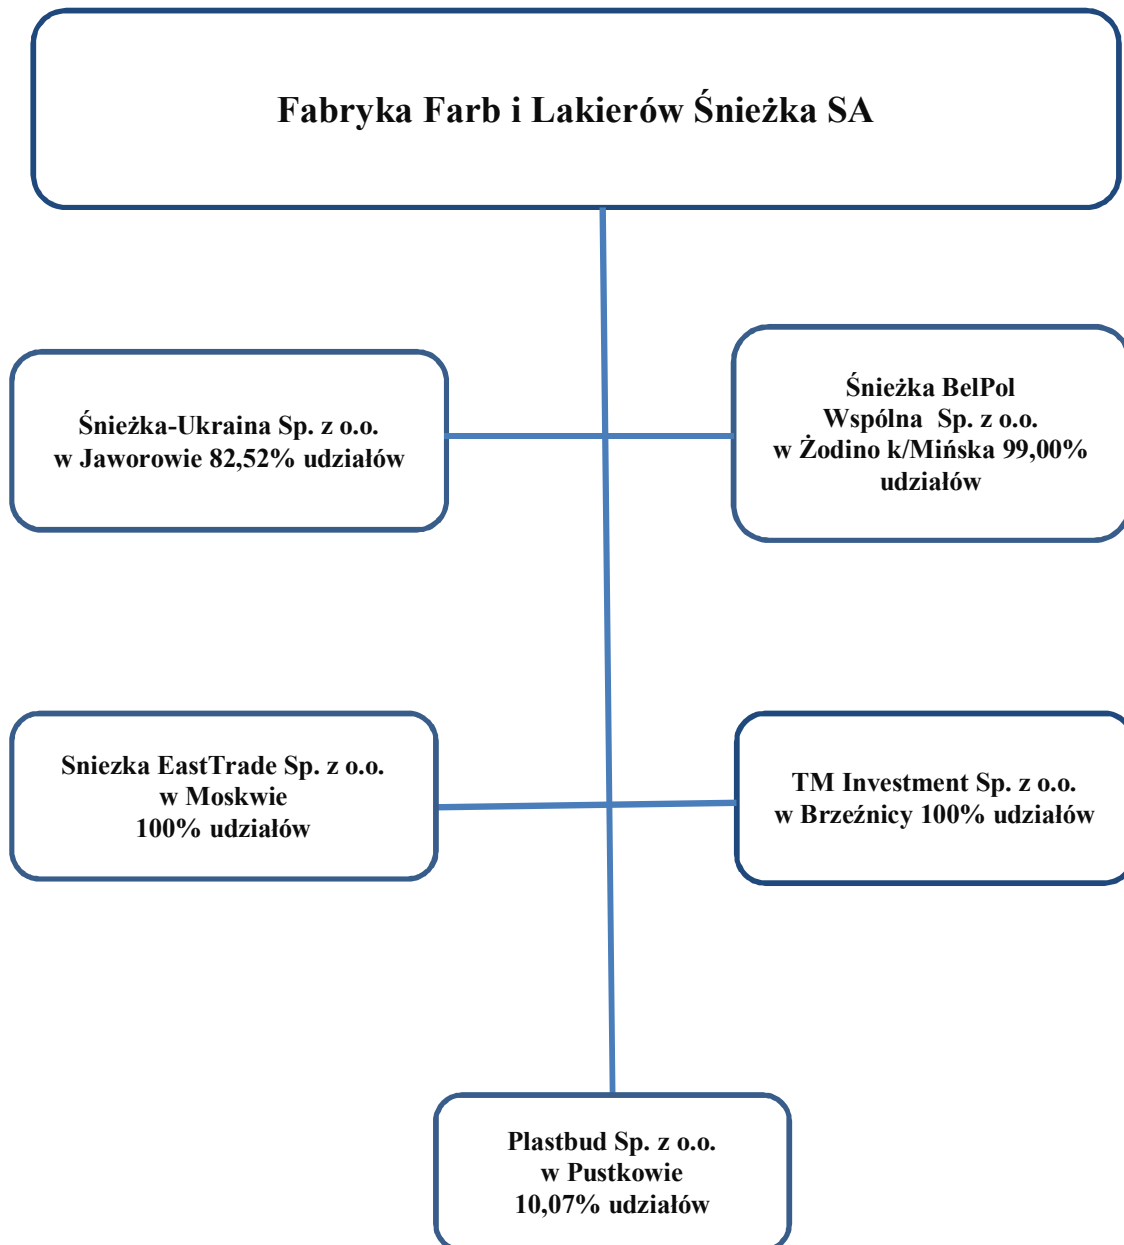 Fabryka Farb i Lakierów Śnieżka SA
Śnieżka-Ukraina Sp. z o.o.
w Jaworowie 82,52% udziałów
Śnieżka BelPol
Wspólna Sp. z o.o.
w Żodino k/Mińska 99,00%
udziałów
Sniezka EastTrade Sp. z o.o.
w Moskwie
100% udziałów
TM Investment Sp. z o.o.
w Brzeźnicy 100% udziałów
Plastbud Sp. z o.o.
w Pustkowie
10,07% udziałów